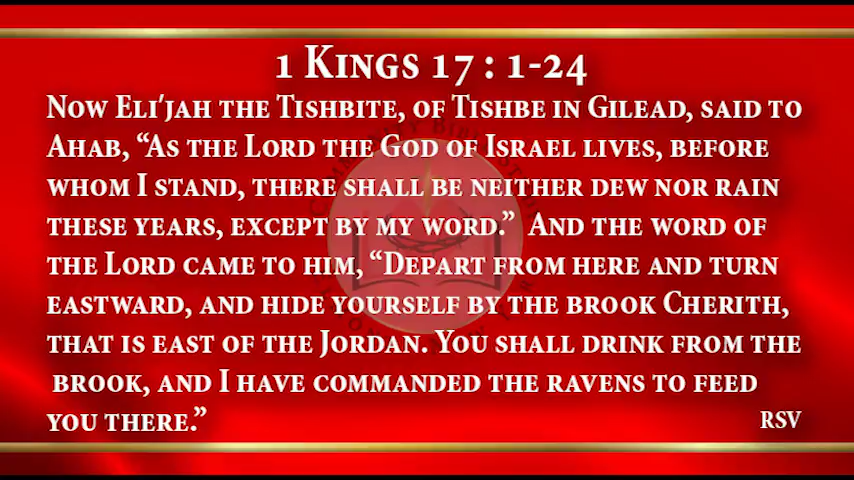 1 Kings 17 : 1-24
Now Eli'jah the Tishbite, of Tishbe in Gilead, said to
Ahab, “As the Lord the God of Israel lives, before
whom I stand, there shall be neither dew nor rain
these years, except by my word.” And the word of
the Lord came to him, “Depart from here and turn
eastward, and hide yourself by the brook Cherith,
that is east of the Jordan. You shall drink from the
brook, and I have commanded the ravens to feed
you there.”
RSV